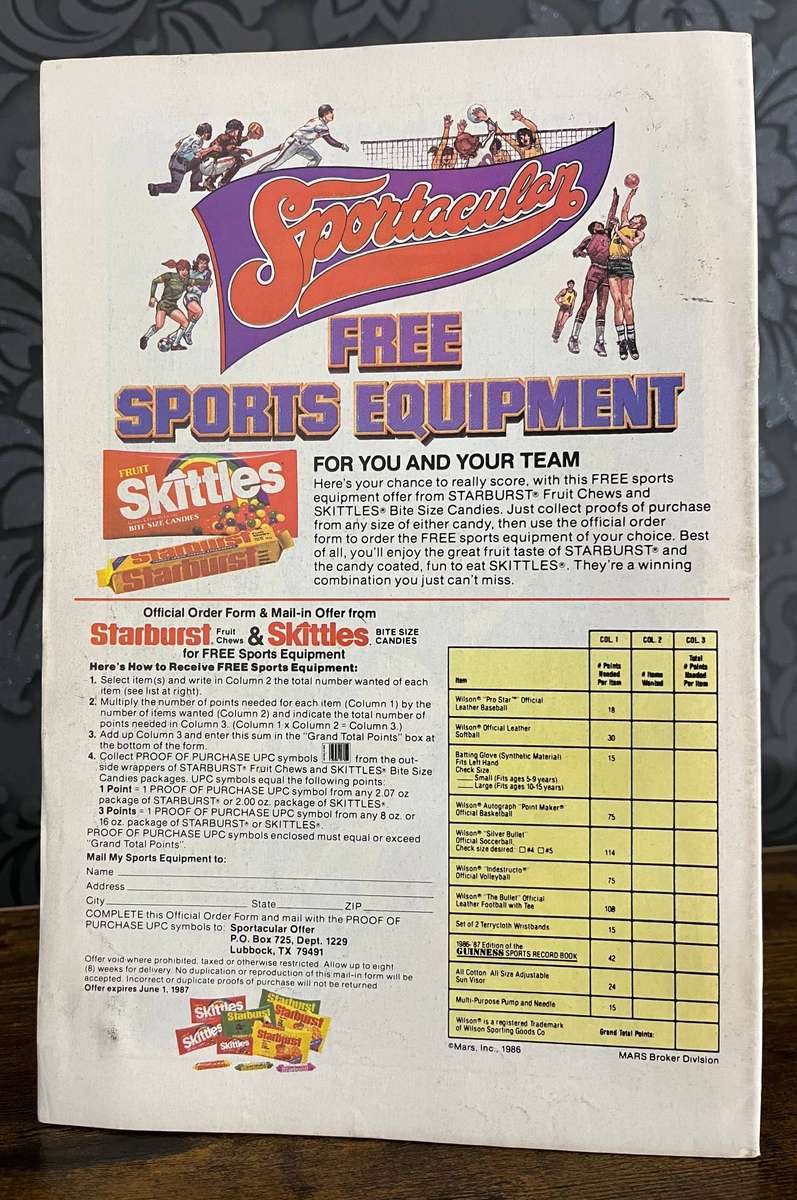 Sportacular
FREE
SPORTS EQUIPMENT
FRUIT
Skittles
BITE SIZE CANDIES
Starburst
Starburst
FOR YOU AND YOUR TEAM
Here's your chance to really score, with this FREE sports
equipment offer from STARBURST® Fruit Chews and
SKITTLES® Bite Size Candies. Just collect proofs of purchase
from any size of either candy, then use the official order
form to order the FREE sports equipment of your choice. Best
of all, you'll enjoy the great fruit taste of STARBURST® and
the candy coated, fun to eat SKITTLES®. They're a winning
combination you just can't miss.
Official Order Form & Mail-in Offer from
Starburst® Fruit Chews & Skittles® BITE SIZE CANDIES
for FREE Sports Equipment
Here's How to Receive FREE Sports Equipment:
1. Select item(s) and write in Column 2 the total number wanted of each
item (see list at right).
2. Multiply the number of points needed for each item (Column 1) by the
number of items wanted (Column 2) and indicate the total number of
points needed in Column 3. (Column 1 x Column 2 = Column 3.)
3. Add up Column 3 and enter this sum in the "Grand Total Points" box at
the bottom of the form.
4. Collect PROOF OF PURCHASE UPC symbols from the out-
side wrappers of STARBURST® Fruit Chews and SKITTLES® Bite Size
Candies packages. UPC symbols equal the following points:
1 Point = 1 PROOF OF PURCHASE UPC symbol from any 2.07 oz
package of STARBURST® or 2.00 oz. package of SKITTLES®.
3 Points = 1 PROOF OF PURCHASE UPC symbol from any 8 oz. or
16 oz. package of STARBURST® or SKITTLES®.
PROOF OF PURCHASE UPC symbols enclosed must equal or exceed
"Grand Total Points".
Mail My Sports Equipment to:
Name
Address
City State ZIP
COMPLETE this Official Order Form and mail with the PROOF OF
PURCHASE UPC symbols to: Sportacular Offer
P.O. Box 725, Dept. 1229
Lubbock, TX 79491
Offer void where prohibited, taxed or otherwise restricted. Allow up to eight
(8) weeks for delivery. No duplication or reproduction of this mail-in form will be
accepted. Incorrect or duplicate proofs of purchase will not be returned.
Offer expires June 1, 1987
Skittles Starburst
Starburst Starburst
Skittles Starburst
Skittles
COL. 1 COL. 2 COL. 3
Item # Points Needed Per Item # Items Wanted Total # Points Needed Per Item
Wilson® "Pro Star™" Official
Leather Baseball 18
Wilson® Official Leather
Softball 30
Batting Glove (Synthetic Material) 15
Fits Left Hand
Check Size
Small (Fits ages 5-9 years)
Large (Fits ages 10-15 years)
Wilson® Autograph "Point Maker®
Official Basketball 75
Wilson® "Silver Bullet"
Official Soccerball,
Check size desired: □ #4 □ #5 114
Wilson® "Indestructo®
Official Volleyball 75
Wilson® "The Bullet" Official
Leather Football with Tee 108
Set of 2 Terrycloth Wristbands 15
1986-'87 Edition of the
GUINNESS SPORTS RECORD BOOK 42
All Cotton All Size Adjustable
Sun Visor 24
Multi-Purpose Pump and Needle 15
Wilson® is a registered Trademark
of Wilson Sporting Goods Co Grand Total Points:
©Mars, Inc., 1986
MARS Broker Division